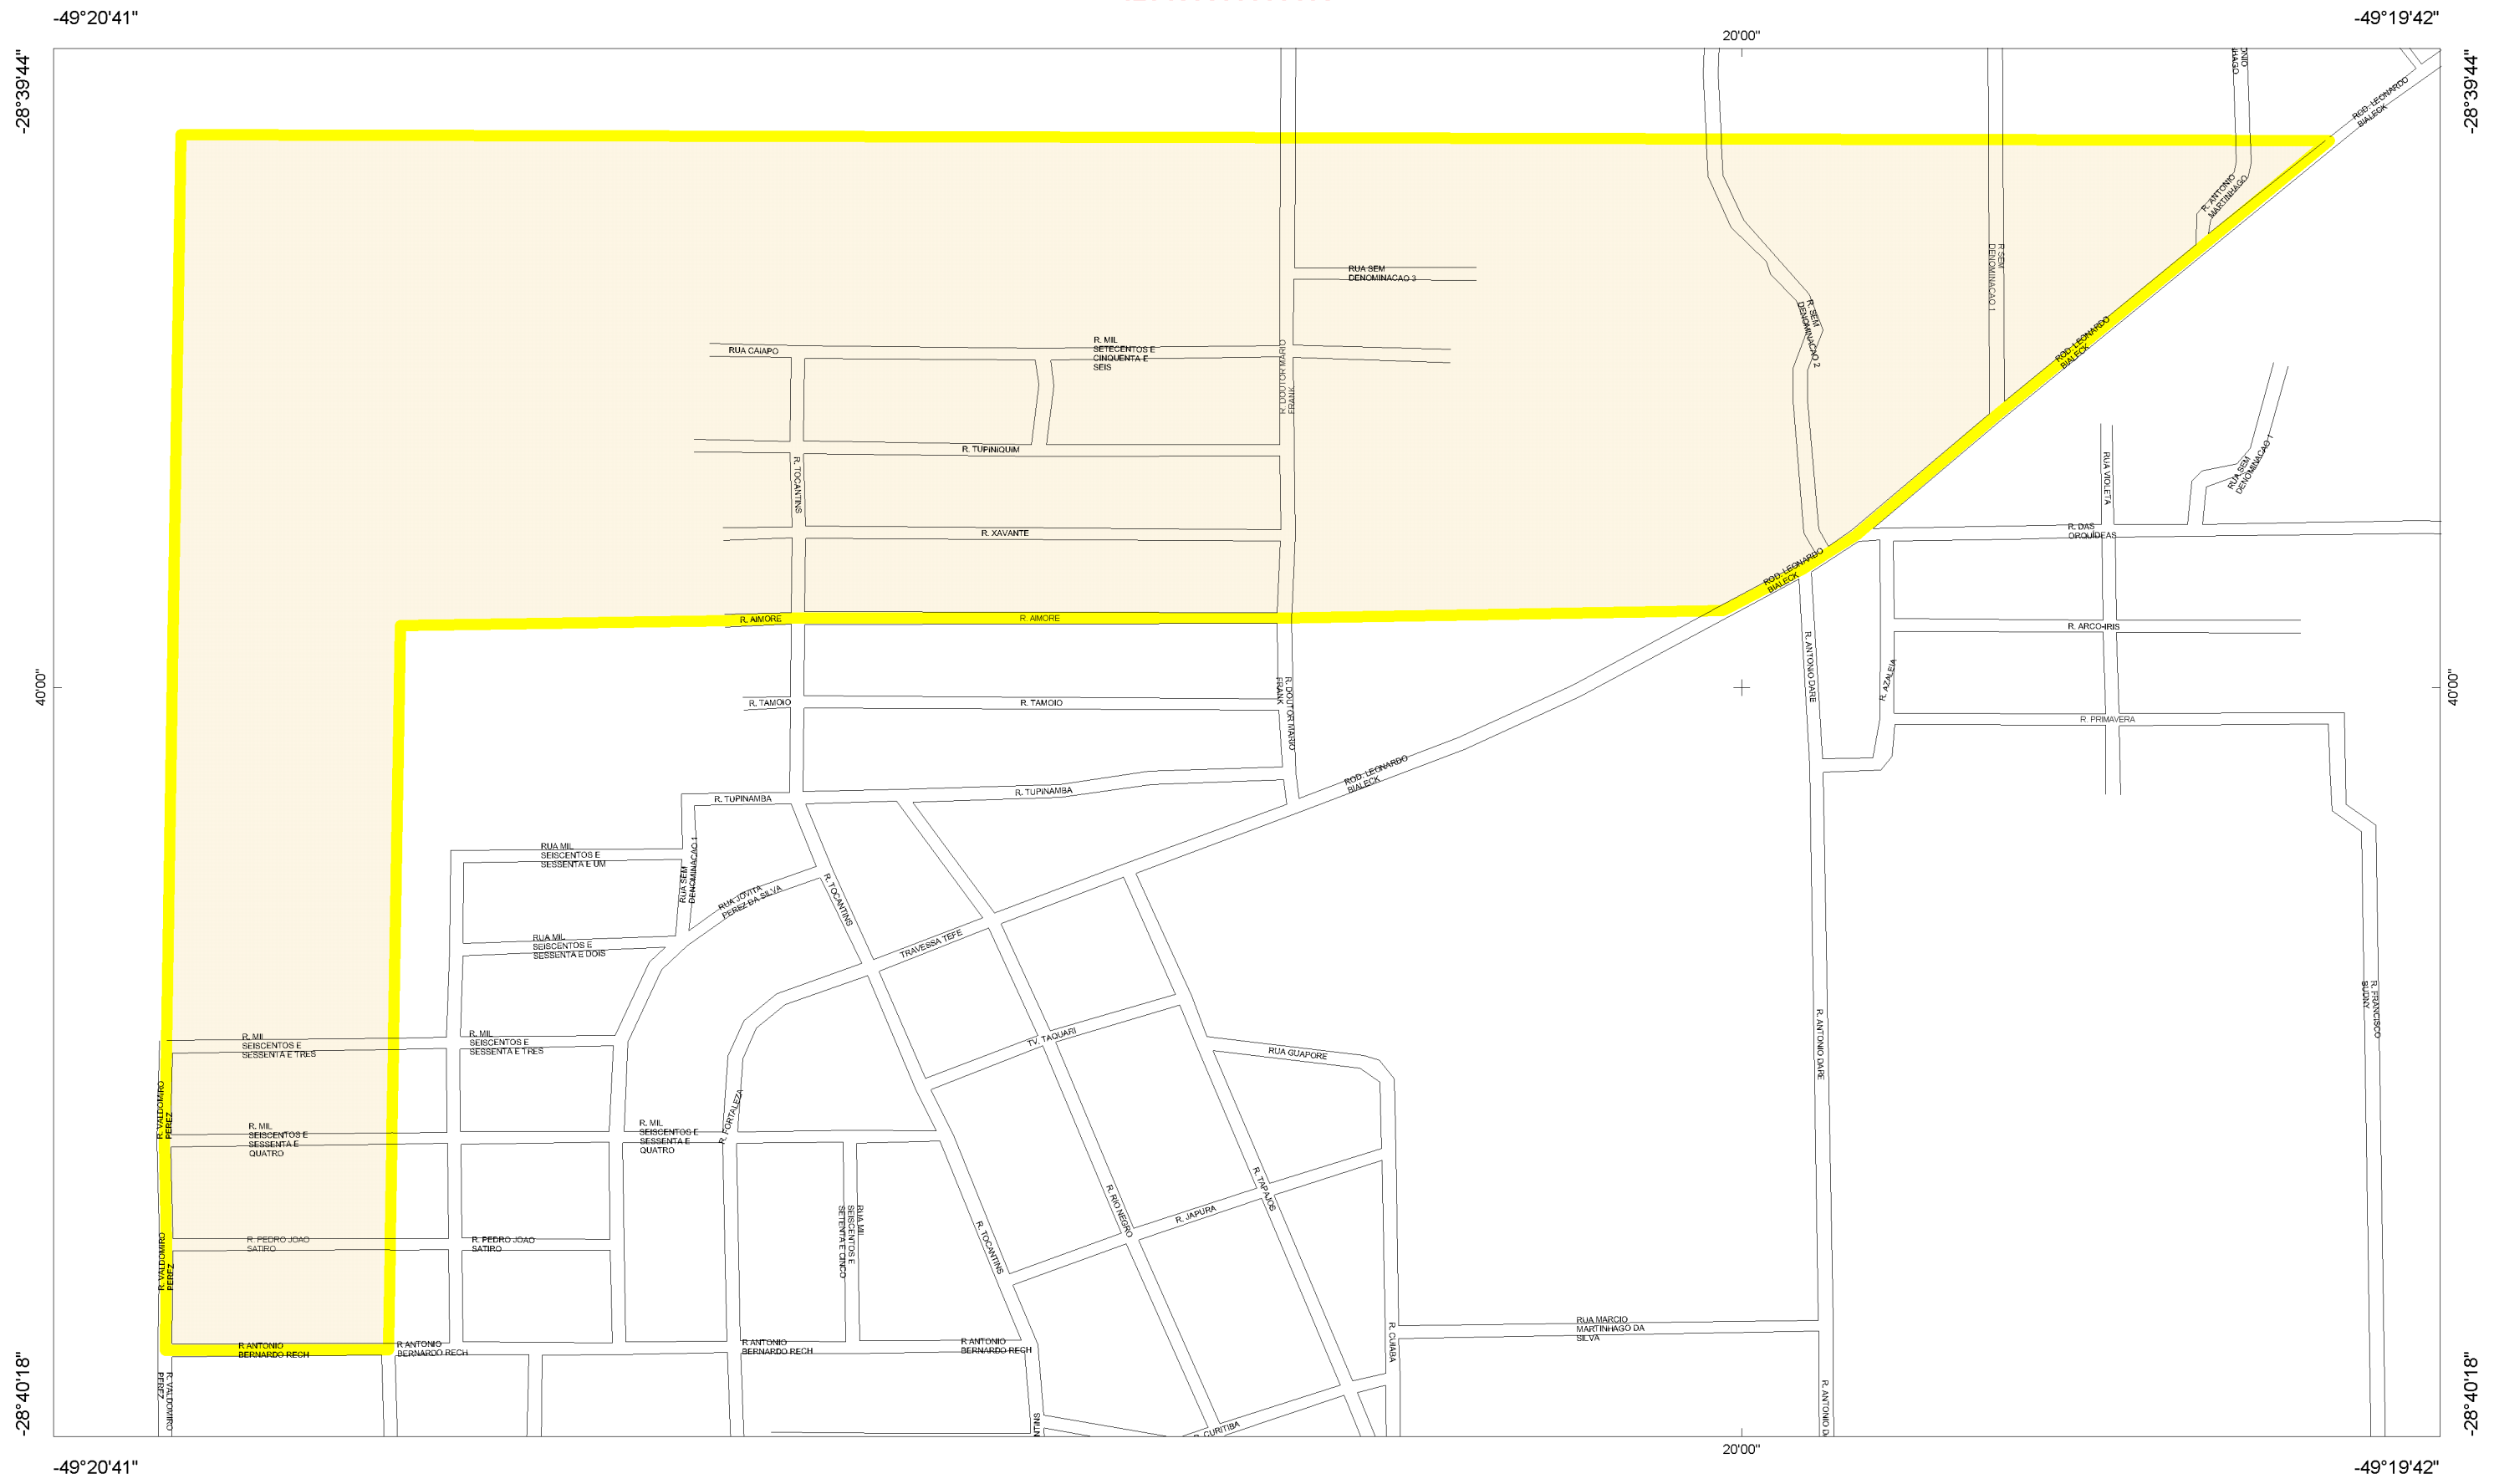 -49°20'41"
-49°19'42"
20'00"
-28°39'44"
-28°39'44"
ROD. LEONARDO
BIALECK
R. ANTONIO
MARTINHAGO
R. SEM
DENOMINACAO 1
RUA SEM
DENOMINACAO 3
R. SEM
DENOMINACAO 2
RUA CAIAPO
R. MIL
SETECENTOS E
CINQUENTA E
SEIS
R. DOUTOR MARIO
FRANK
ROD. LEONARDO
BIALECK
R. TUPINIQUIM
R. TOCANTINS
RUA VIOLETA
RUA SEM
DENOMINACAO 1
R. XAVANTE
R. DAS
ORQUÍDEAS
ROD. LEONARDO
BIALECK
R. AIMORE
R. AIMORE
R. ARCO-IRIS
R. ANTONIO DARE
R. AZALEIA
40'00"
40'00"
R. TAMOIO
R. TAMOIO
R. DOUTOR MARIO
FRANK
R. PRIMAVERA
ROD. LEONARDO
BIALECK
R. TUPINAMBA
R. TUPINAMBA
RUA MIL
SEISCENTOS E
SESSENTA E UM
RUA SEM
DENOMINACAO 1
RUA JOVITA
PEREZ DA SILVA
R. TOCANTINS
RUA MIL
SEISCENTOS E
SESSENTA E DOIS
TRAVESSA TEFE
R. FRANCISCO
BUDNY
R. MIL
SEISCENTOS E
SESSENTA E TRES
R. MIL
SEISCENTOS E
SESSENTA E TRES
TV. TAQUARI
RUA GUAPORE
R. ANTONIO DARE
R. VALDOMIRO
PEREZ
R. MIL
SEISCENTOS E
SESSENTA E
QUATRO
R. MIL
SEISCENTOS E
SESSENTA E
QUATRO
R. FORTALEZA
R. TAPAJOS
R. RIO NEGRO
R. JAPURA
RUA MIL
SEISCENTOS E
SETENTA E CINCO
R. TOCANTINS
R. VALDOMIRO
PEREZ
R. PEDRO JOAO
SATIRO
R. PEDRO JOAO
SATIRO
RUA MARCIO
MARTINHAGO DA
SILVA
R. CUIABA
R ANTONIO
BERNARDO RECH
R ANTONIO
BERNARDO RECH
R ANTONIO
BERNARDO RECH
R ANTONIO
BERNARDO RECH
R. VALDOMIRO
PEREZ
R. ANTONIO D
CURITIBA
-28°40'18"
-28°40'18"
20'00"
-49°20'41"
-49°19'42"